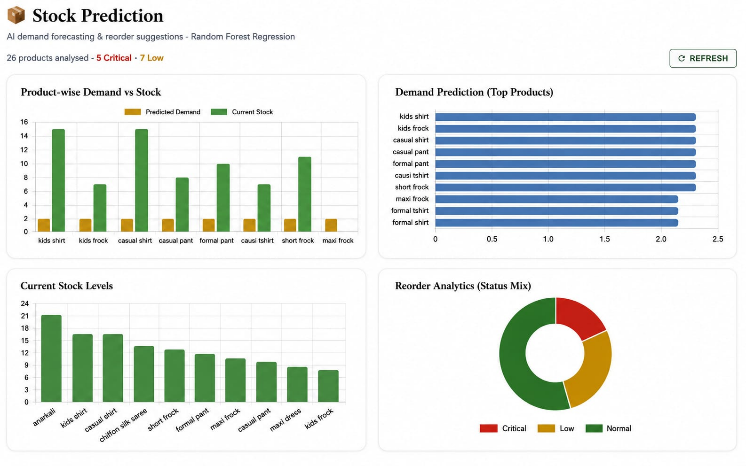 Stock Prediction
AI demand forecasting & reorder suggestions - Random Forest Regression
26 products analysed - 5 Critical • 7 Low
REFRESH
Product-wise Demand vs Stock
Predicted Demand Current Stock
16
14
12
10
8
6
4
2
0
kids shirt kids frock casual shirt casual pant formal pant causi tshirt short frock maxi frock
Demand Prediction (Top Products)
kids shirt
kids frock
casual shirt
casual pant
formal pant
causi tshirt
short frock
maxi frock
formal tshirt
formal shirt
0 0.5 1.0 1.5 2.0 2.5
Current Stock Levels
24
21
18
15
12
9
6
3
0
anarkali kids shirt casual shirt chiffon silk saree short frock formal pant maxi frock casual pant maxi dress kids frock
Reorder Analytics (Status Mix)
Critical Low Normal